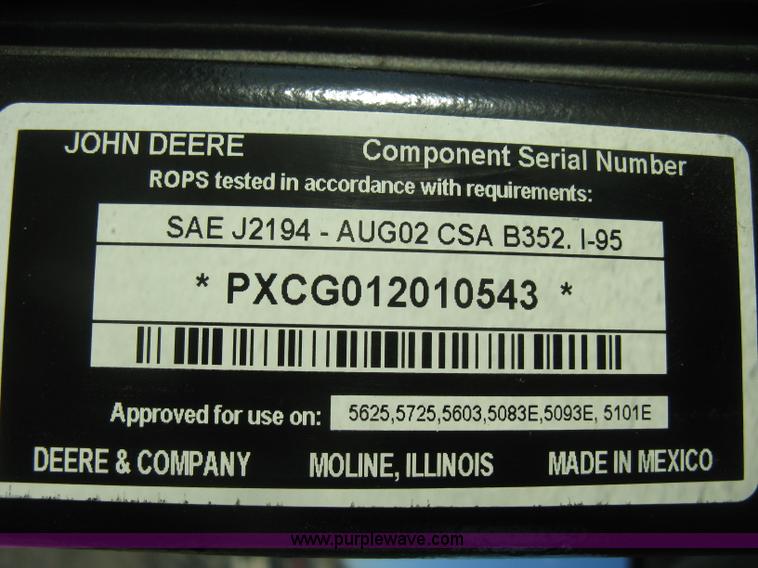 JOHN DEERE Component Serial Number
ROPS tested in accordance with requirements:
SAE J2194 - AUG02 CSA B352. I-95
* PXCG012010543 *
Approved for use on: 5625,5725,5603,5083E,5093E, 5101E
DEERE & COMPANY MOLINE, ILLINOIS MADE IN MEXICO
www.purplewave.com